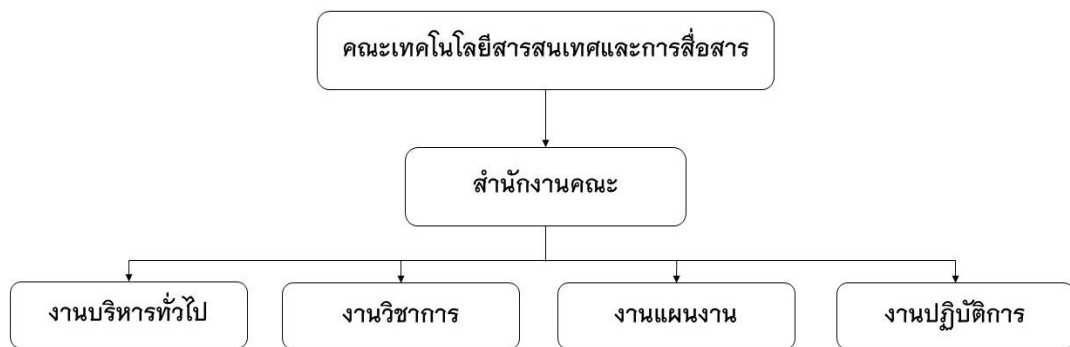 คณะเทคโนโลยีสารสนเทศและการสื่อสาร
สำนักงานคณะ
งานบริหารทั่วไป
งานวิชาการ
งานแผนงาน
งานปฏิบัติการ